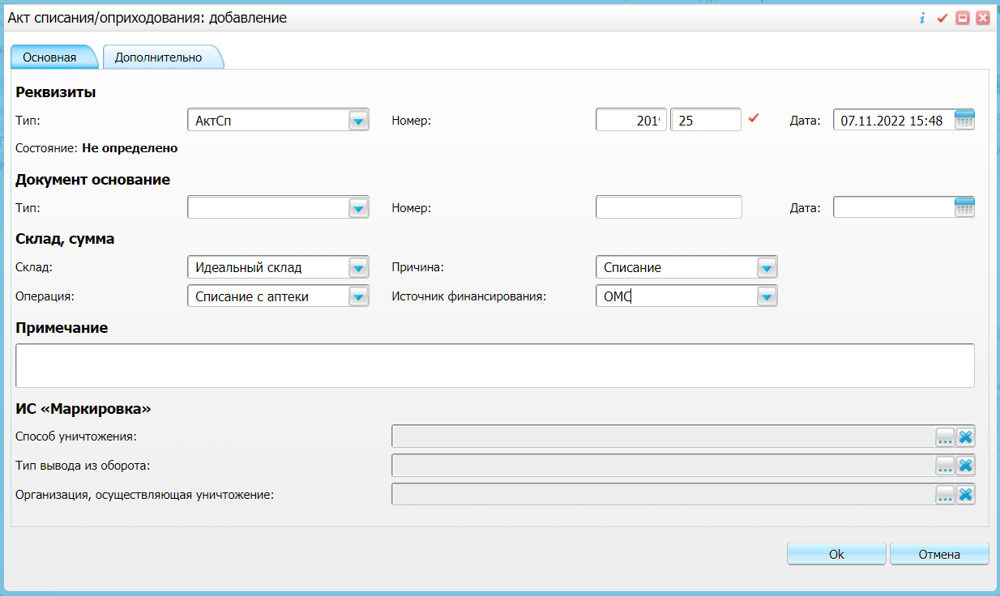 Акт списания/оприходования: добавление
Основная Дополнительно
Реквизиты
Тип: АктСп Номер: 201 25 Дата: 07.11.2022 15:48
Состояние: Не определено
Документ основание
Тип: Номер: Дата:
Склад, сумма
Склад: Идеальный склад Причина: Списание
Операция: Списание с аптеки Источник финансирования: ОМС
Примечание
ИС «Маркировка»
Способ уничтожения: ...
Тип вывода из оборота: ...
Организация, осуществляющая уничтожение: ...
Ok Отмена